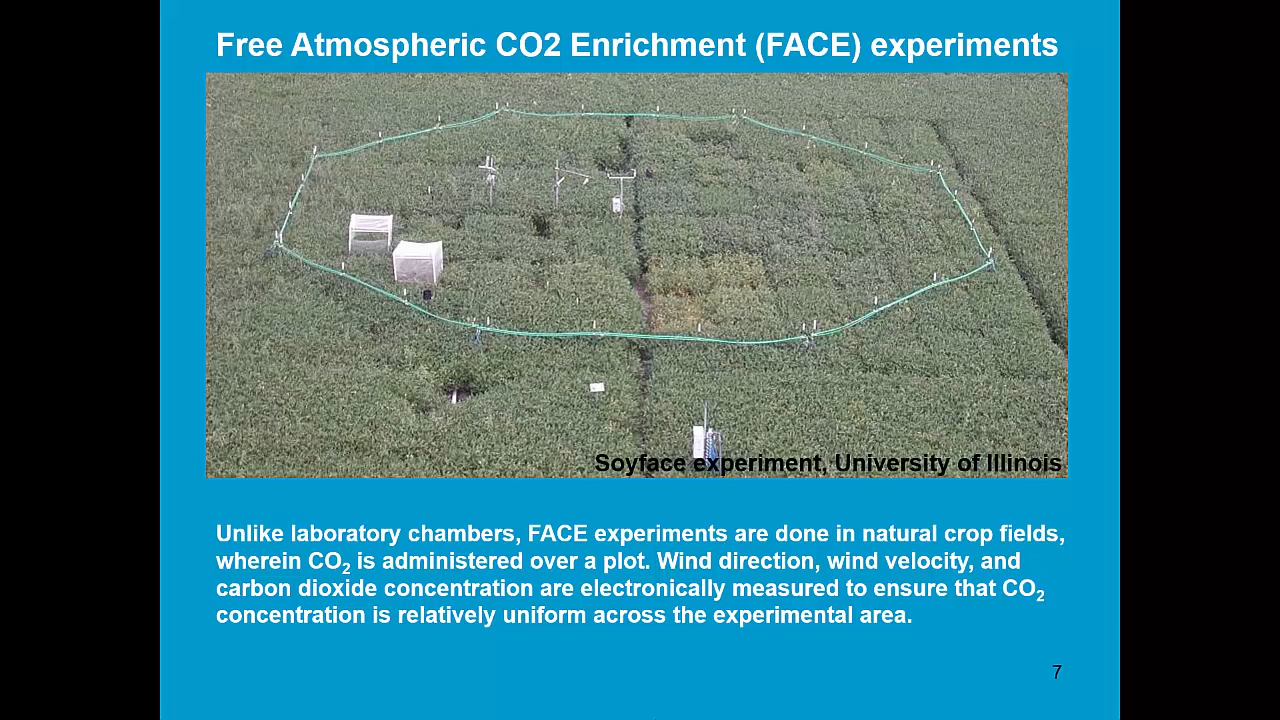 Free Atmospheric CO2 Enrichment (FACE) experiments
Soyface experiment, University of Illinois
Unlike laboratory chambers, FACE experiments are done in natural crop fields,
wherein CO₂ is administered over a plot. Wind direction, wind velocity, and
carbon dioxide concentration are electronically measured to ensure that CO₂
concentration is relatively uniform across the experimental area.
7